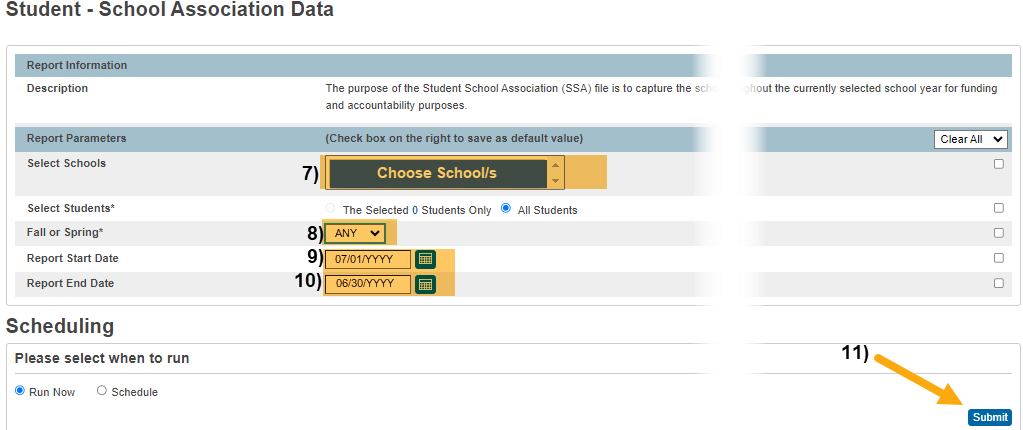 Student - School Association Data
Report Information
Description The purpose of the Student School Association (SSA) file is to capture the the currently selected school year for funding
and accountability purposes.
Report Parameters (Check box on the right to save as default value) Clear All
Select Schools
7) Choose School/s
Select Students* The Selected 0 Students Only All Students
Fall or Spring* 8) ANY
Report Start Date 9) 07/01/YYYY
Report End Date 10) 06/30/YYYY
Scheduling
Please select when to run
11)
Run Now Schedule
Submit